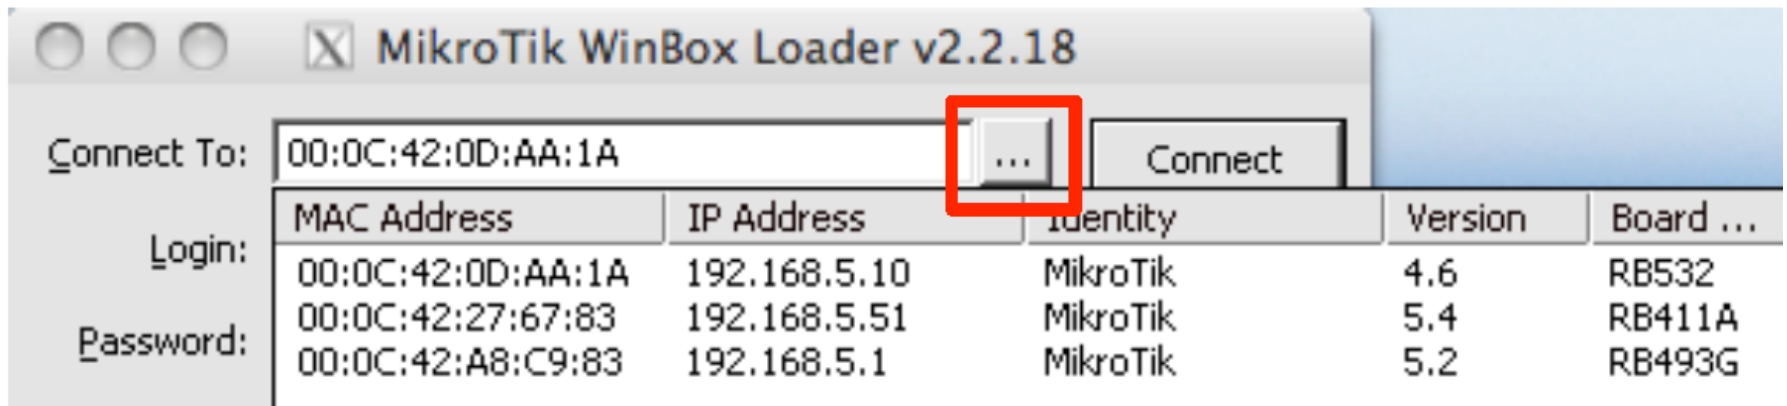 X MikroTik WinBox Loader v2.2.18
Connect To: 00:0C:42:0D:AA:1A ... Connect
MAC Address IP Address Identity Version Board ...
Login:
00:0C:42:0D:AA:1A 192.168.5.10 MikroTik 4.6 RB532
00:0C:42:27:67:83 192.168.5.51 MikroTik 5.4 RB411A
Password:
00:0C:42:A8:C9:83 192.168.5.1 MikroTik 5.2 RB493G